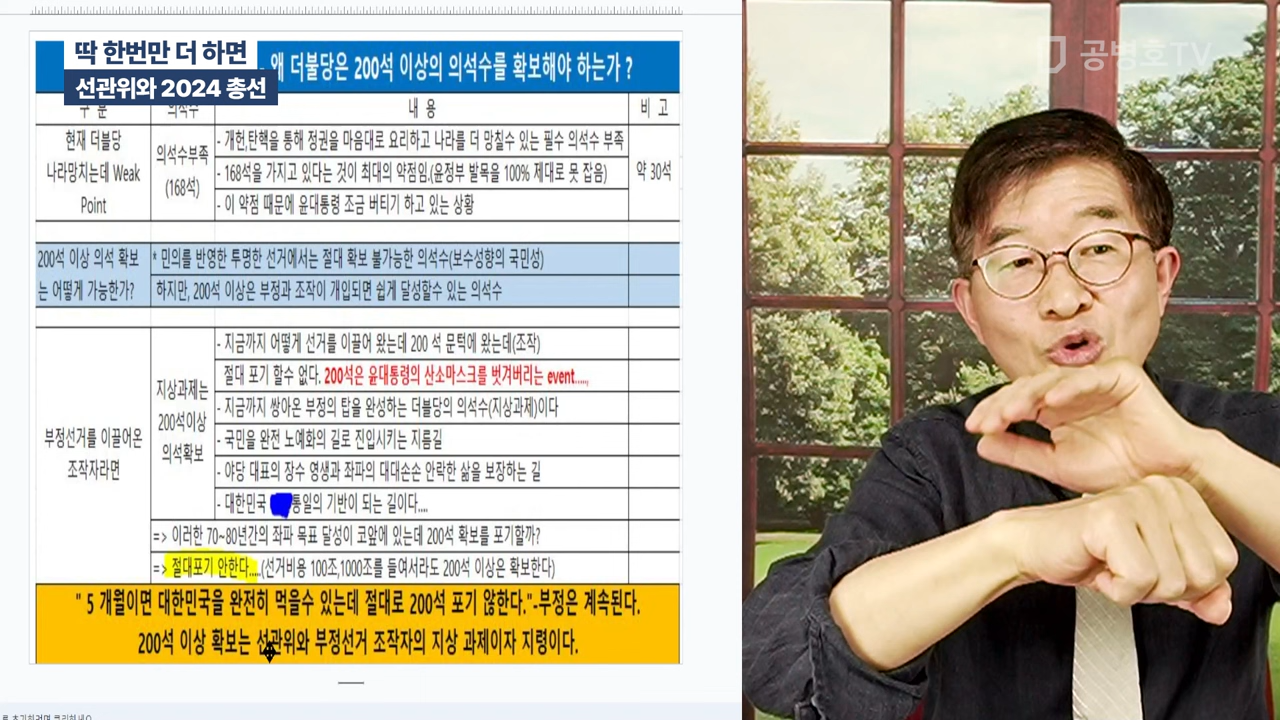 딱 한번만 더 하면
선관위와 2024 총선
- 왜 더불당은 200석 이상의 의석수를 확보해야 하는가 ?
구 분 의석수 내 용 비 고
현재 더불당
나라망치는데 Weak
Point
의석수부족
(168석)
- 개헌,탄핵을 통해 정권을 마음대로 요리하고 나라를 더 망칠수 있는 필수 의석수 부족
- 168석을 가지고 있다는 것이 최대의 약점임.(윤정부 발목을 100% 제대로 못 잡음)
- 이 약점 때문에 윤대통령 조금 버티기 하고 있는 상황
약 30석
200석 이상 의석 확보
는 어떻게 가능한가?
* 민의를 반영한 투명한 선거에서는 절대 확보 불가능한 의석수(보수성향의 국민성)
하지만, 200석 이상은 부정과 조작이 개입되면 쉽게 달성할수 있는 의석수
부정선거를 이끌어온
조작자라면
지상과제는
200석이상
의석확보
- 지금까지 어떻게 선거를 이끌어 왔는데 200 석 문턱에 왔는데(조작)
절대 포기 할수 없다. 200석은 윤대통령의 산소마스크를 벗겨버리는 event.....,
- 지금까지 쌓아온 부정의 탑을 완성하는 더불당의 의석수(지상과제)이다
- 국민을 완전 노예화의 길로 진입시키는 지름길
- 야당 대표의 장수 영생과 좌파의 대대손손 안락한 삶을 보장하는 길
- 대한민국 통일의 기반이 되는 길이다....
= > 이러한 70~80년간의 좌파 목표 달성이 코앞에 있는데 200석 확보를 포기할까?
= > 절대포기 안한다....(선거비용 100조,1000조를 들여서라도 200석 이상은 확보한다)
" 5 개월이면 대한민국을 완전히 먹을수 있는데 절대로 200석 포기 않한다."-부정은 계속된다.
200석 이상 확보는 선관위와 부정선거 조작자의 지상 과제이자 지령이다.
공병호TV